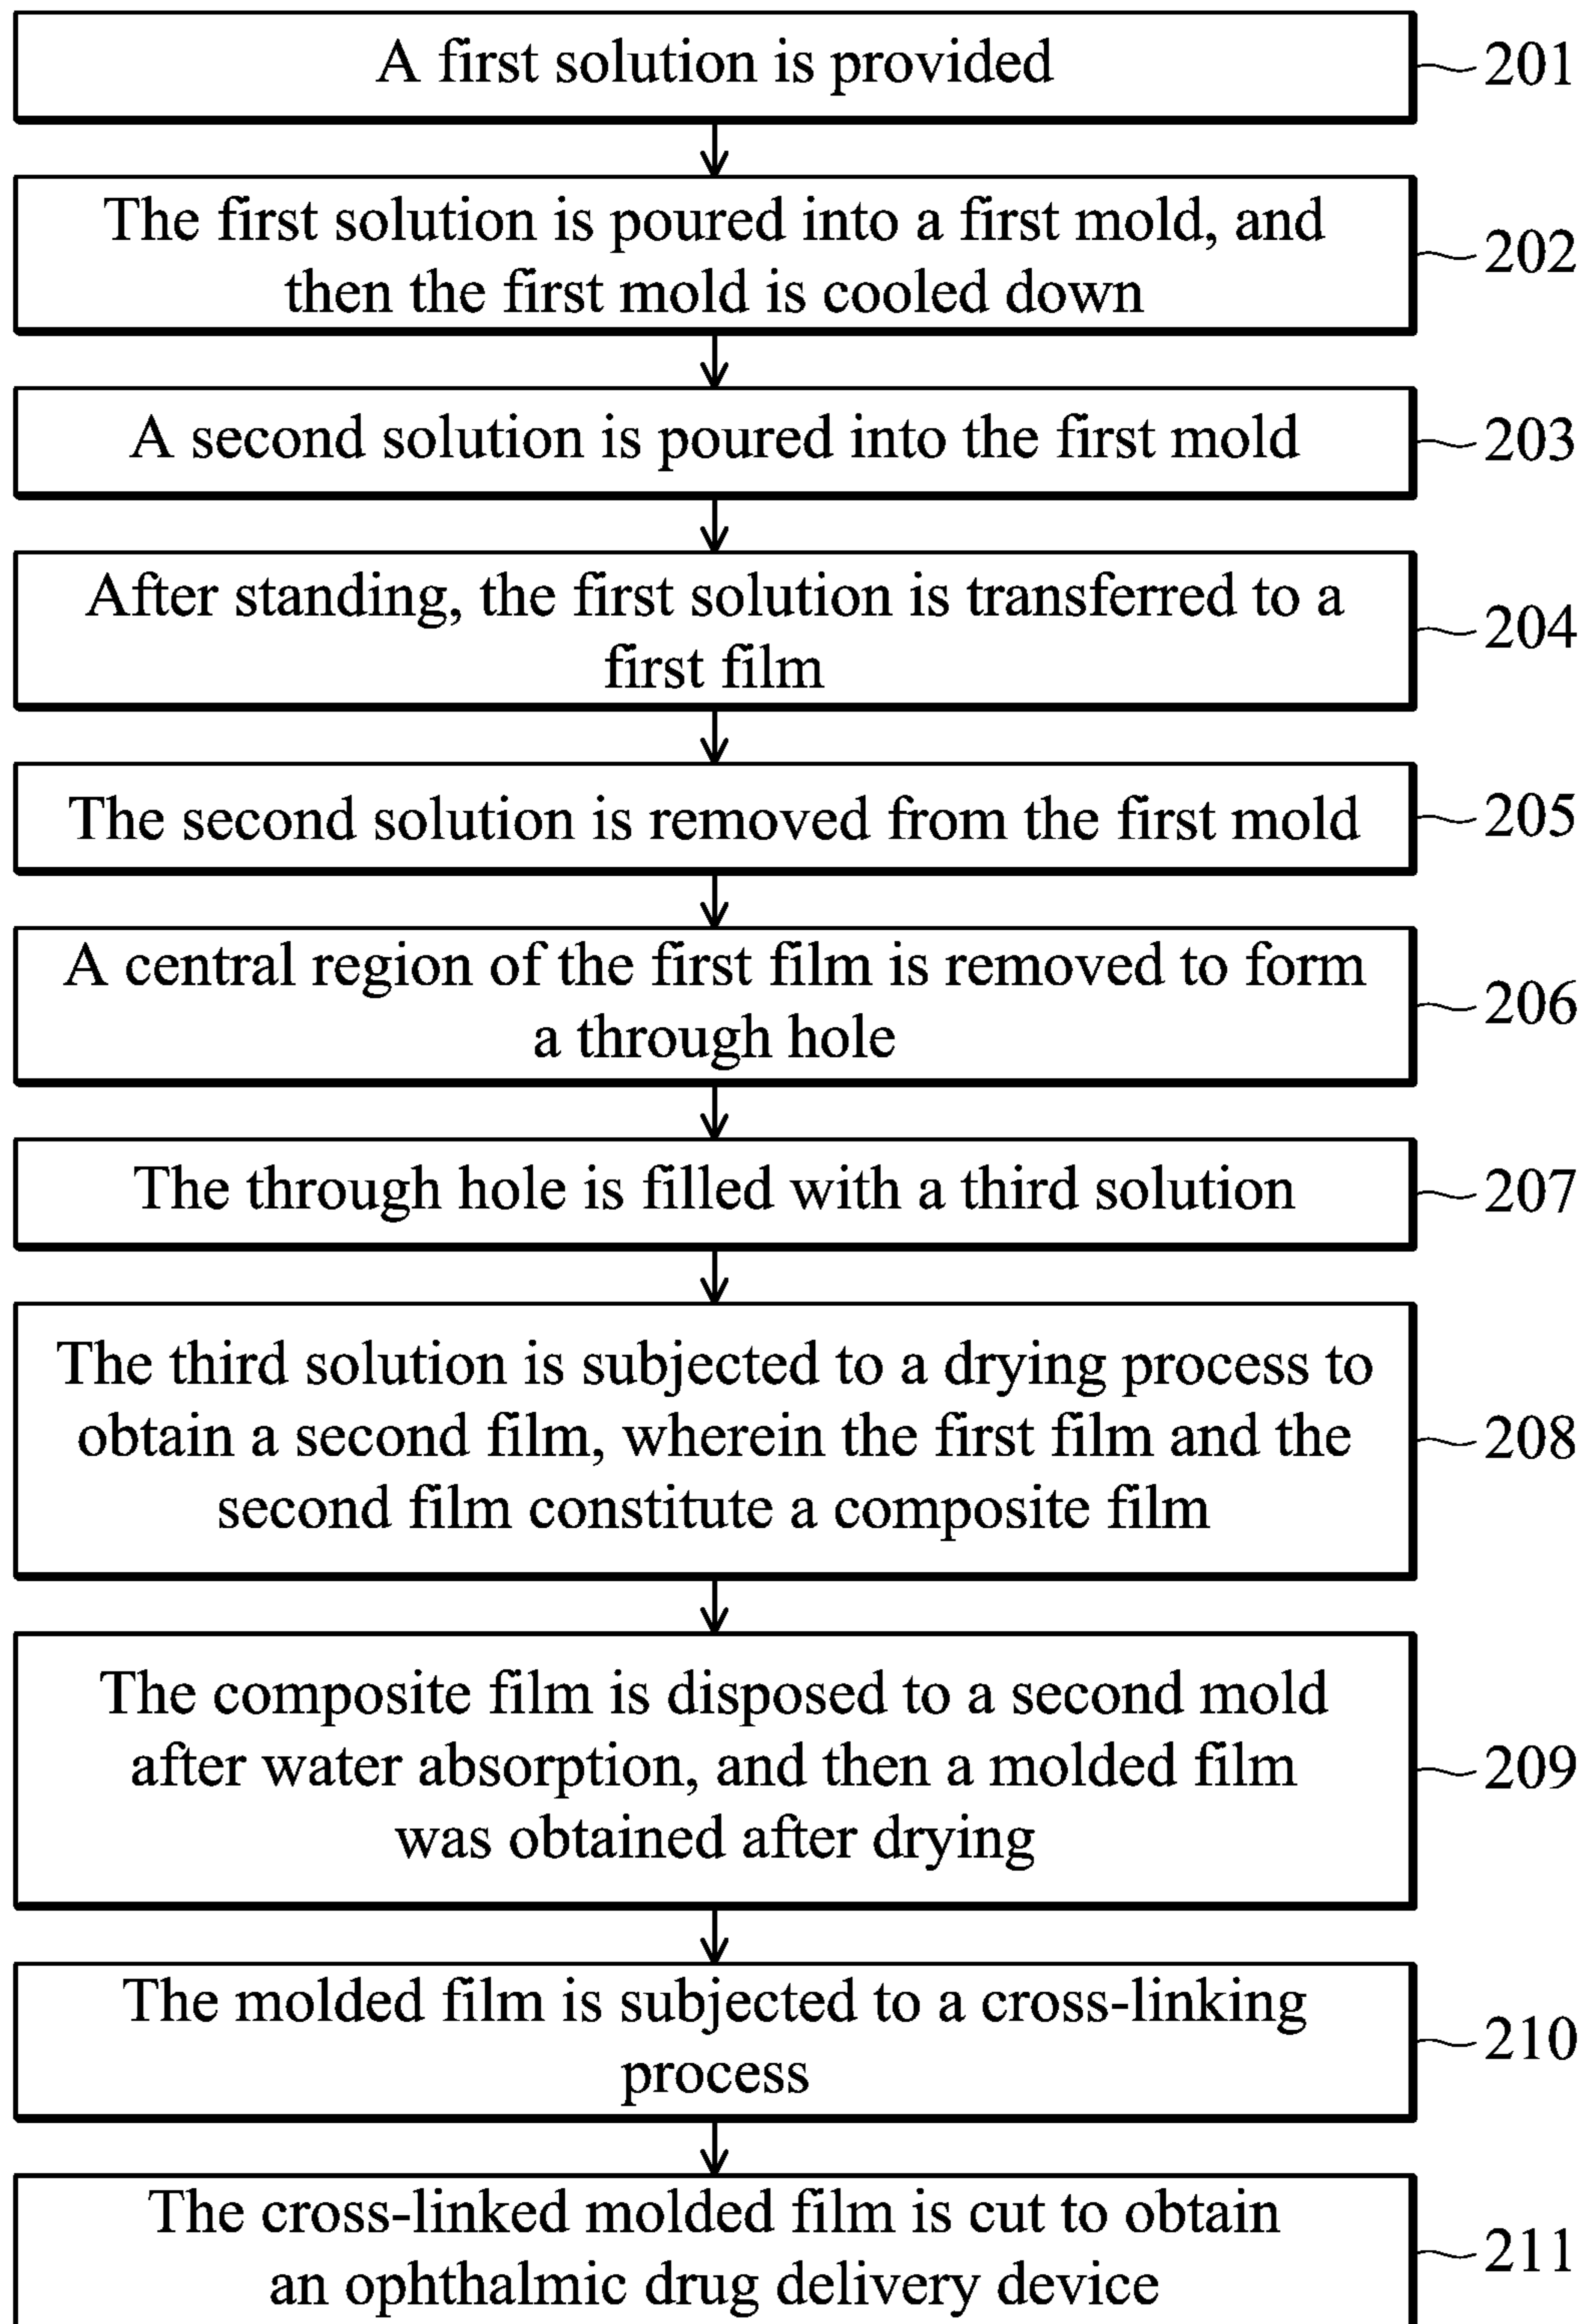 A first solution is provided
201
The first solution is poured into a first mold, and
then the first mold is cooled down
202
A second solution is poured into the first mold
203
After standing, the first solution is transferred to a
first film
204
The second solution is removed from the first mold
205
A central region of the first film is removed to form
a through hole
206
The through hole is filled with a third solution
207
The third solution is subjected to a drying process to
obtain a second film, wherein the first film and the
second film constitute a composite film
208
The composite film is disposed to a second mold
after water absorption, and then a molded film
was obtained after drying
209
The molded film is subjected to a cross-linking
process
210
The cross-linked molded film is cut to obtain
an ophthalmic drug delivery device
211